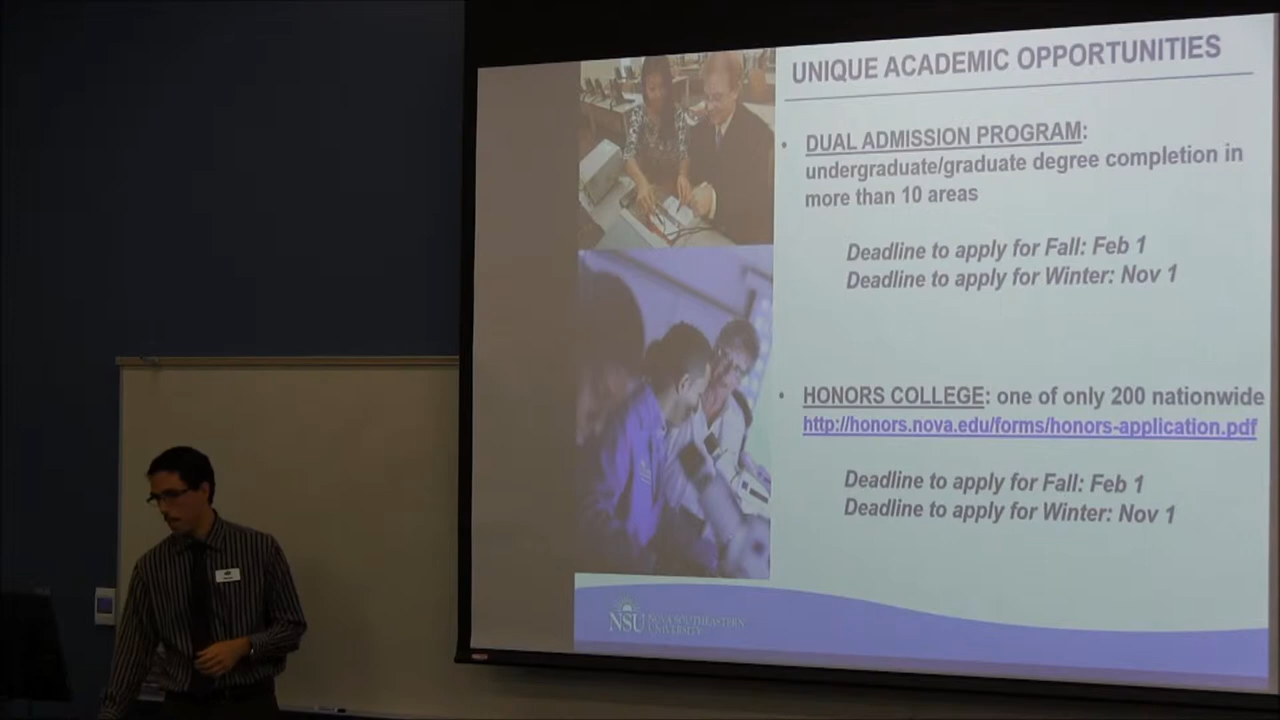 UNIQUE ACADEMIC OPPORTUNITIES
• DUAL ADMISSION PROGRAM:
undergraduate/graduate degree completion in
more than 10 areas
Deadline to apply for Fall: Feb 1
Deadline to apply for Winter: Nov 1
• HONORS COLLEGE: one of only 200 nationwide
http://honors.nova.edu/forms/honors-application.pdf
Deadline to apply for Fall: Feb 1
Deadline to apply for Winter: Nov 1
NSU NOVA SOUTHEASTERN
UNIVERSITY